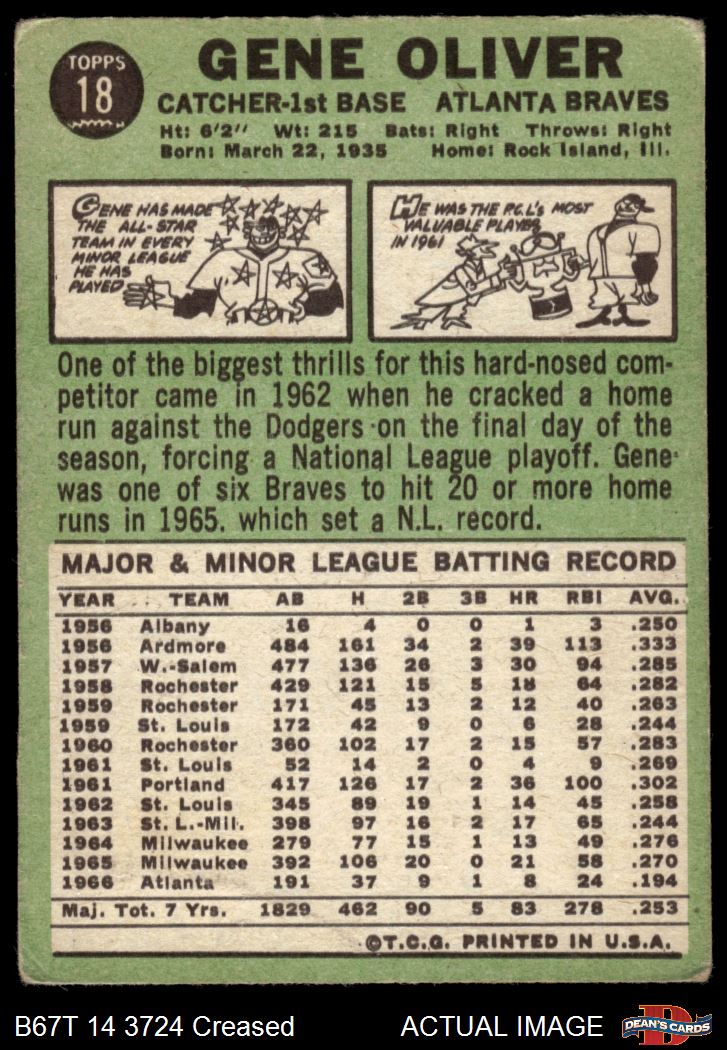 TOPPS
18
GENE OLIVER
CATCHER-1st BASE ATLANTA BRAVES
Ht: 6'2" Wt: 215 Bats: Right Throws: Right
Born: March 22, 1935 Home: Rock Island, Ill.
GENE HAS MADE
THE ALL-STAR
TEAM IN EVERY
MINOR LEAGUE
HE HAS
PLAYED.
HE WAS THE P.C.L'S MOST
VALUABLE PLAYER
IN 1961
One of the biggest thrills for this hard-nosed com-
petitor came in 1962 when he cracked a home
run against the Dodgers on the final day of the
season, forcing a National League playoff. Gene
was one of six Braves to hit 20 or more home
runs in 1965. which set a N.L. record.
MAJOR & MINOR LEAGUE BATTING RECORD
YEAR TEAM AB H 2B 3B HR RBI AVG.
1956 Albany 16 4 0 0 1 3 .250
1956 Ardmore 484 161 34 2 39 113 .333
1957 W.-Salem 477 136 26 3 30 94 .285
1958 Rochester 429 121 15 5 18 64 .282
1959 Rochester 171 45 13 2 12 40 .263
1959 St. Louis 172 42 9 0 6 28 .244
1960 Rochester 360 102 17 2 15 57 .283
1961 St. Louis 52 14 2 0 4 9 .269
1961 Portland 417 126 17 2 36 100 .302
1962 St. Louis 345 89 19 1 14 45 .258
1963 St. L.-Mil. 398 97 16 2 17 65 .244
1964 Milwaukee 279 77 15 1 13 49 .276
1965 Milwaukee 392 106 20 0 21 58 .270
1966 Atlanta 191 37 9 1 8 24 .194
Maj. Tot. 7 Yrs. 1829 462 90 5 83 278 .253
©T.C.G. PRINTED IN U.S.A.
B67T 14 3724 Creased ACTUAL IMAGE
D
DEAN'S CARDS